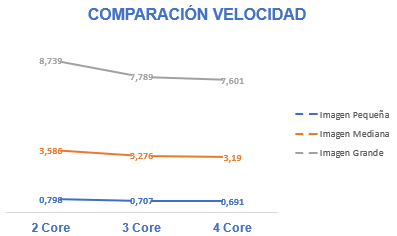 COMPARACIÓN VELOCIDAD
8,739
7,789
7,601
3,586
3,276
3,19
0,798
0,707
0,691
2 Core
3 Core
4 Core
Imagen Pequeña
Imagen Mediana
Imagen Grande